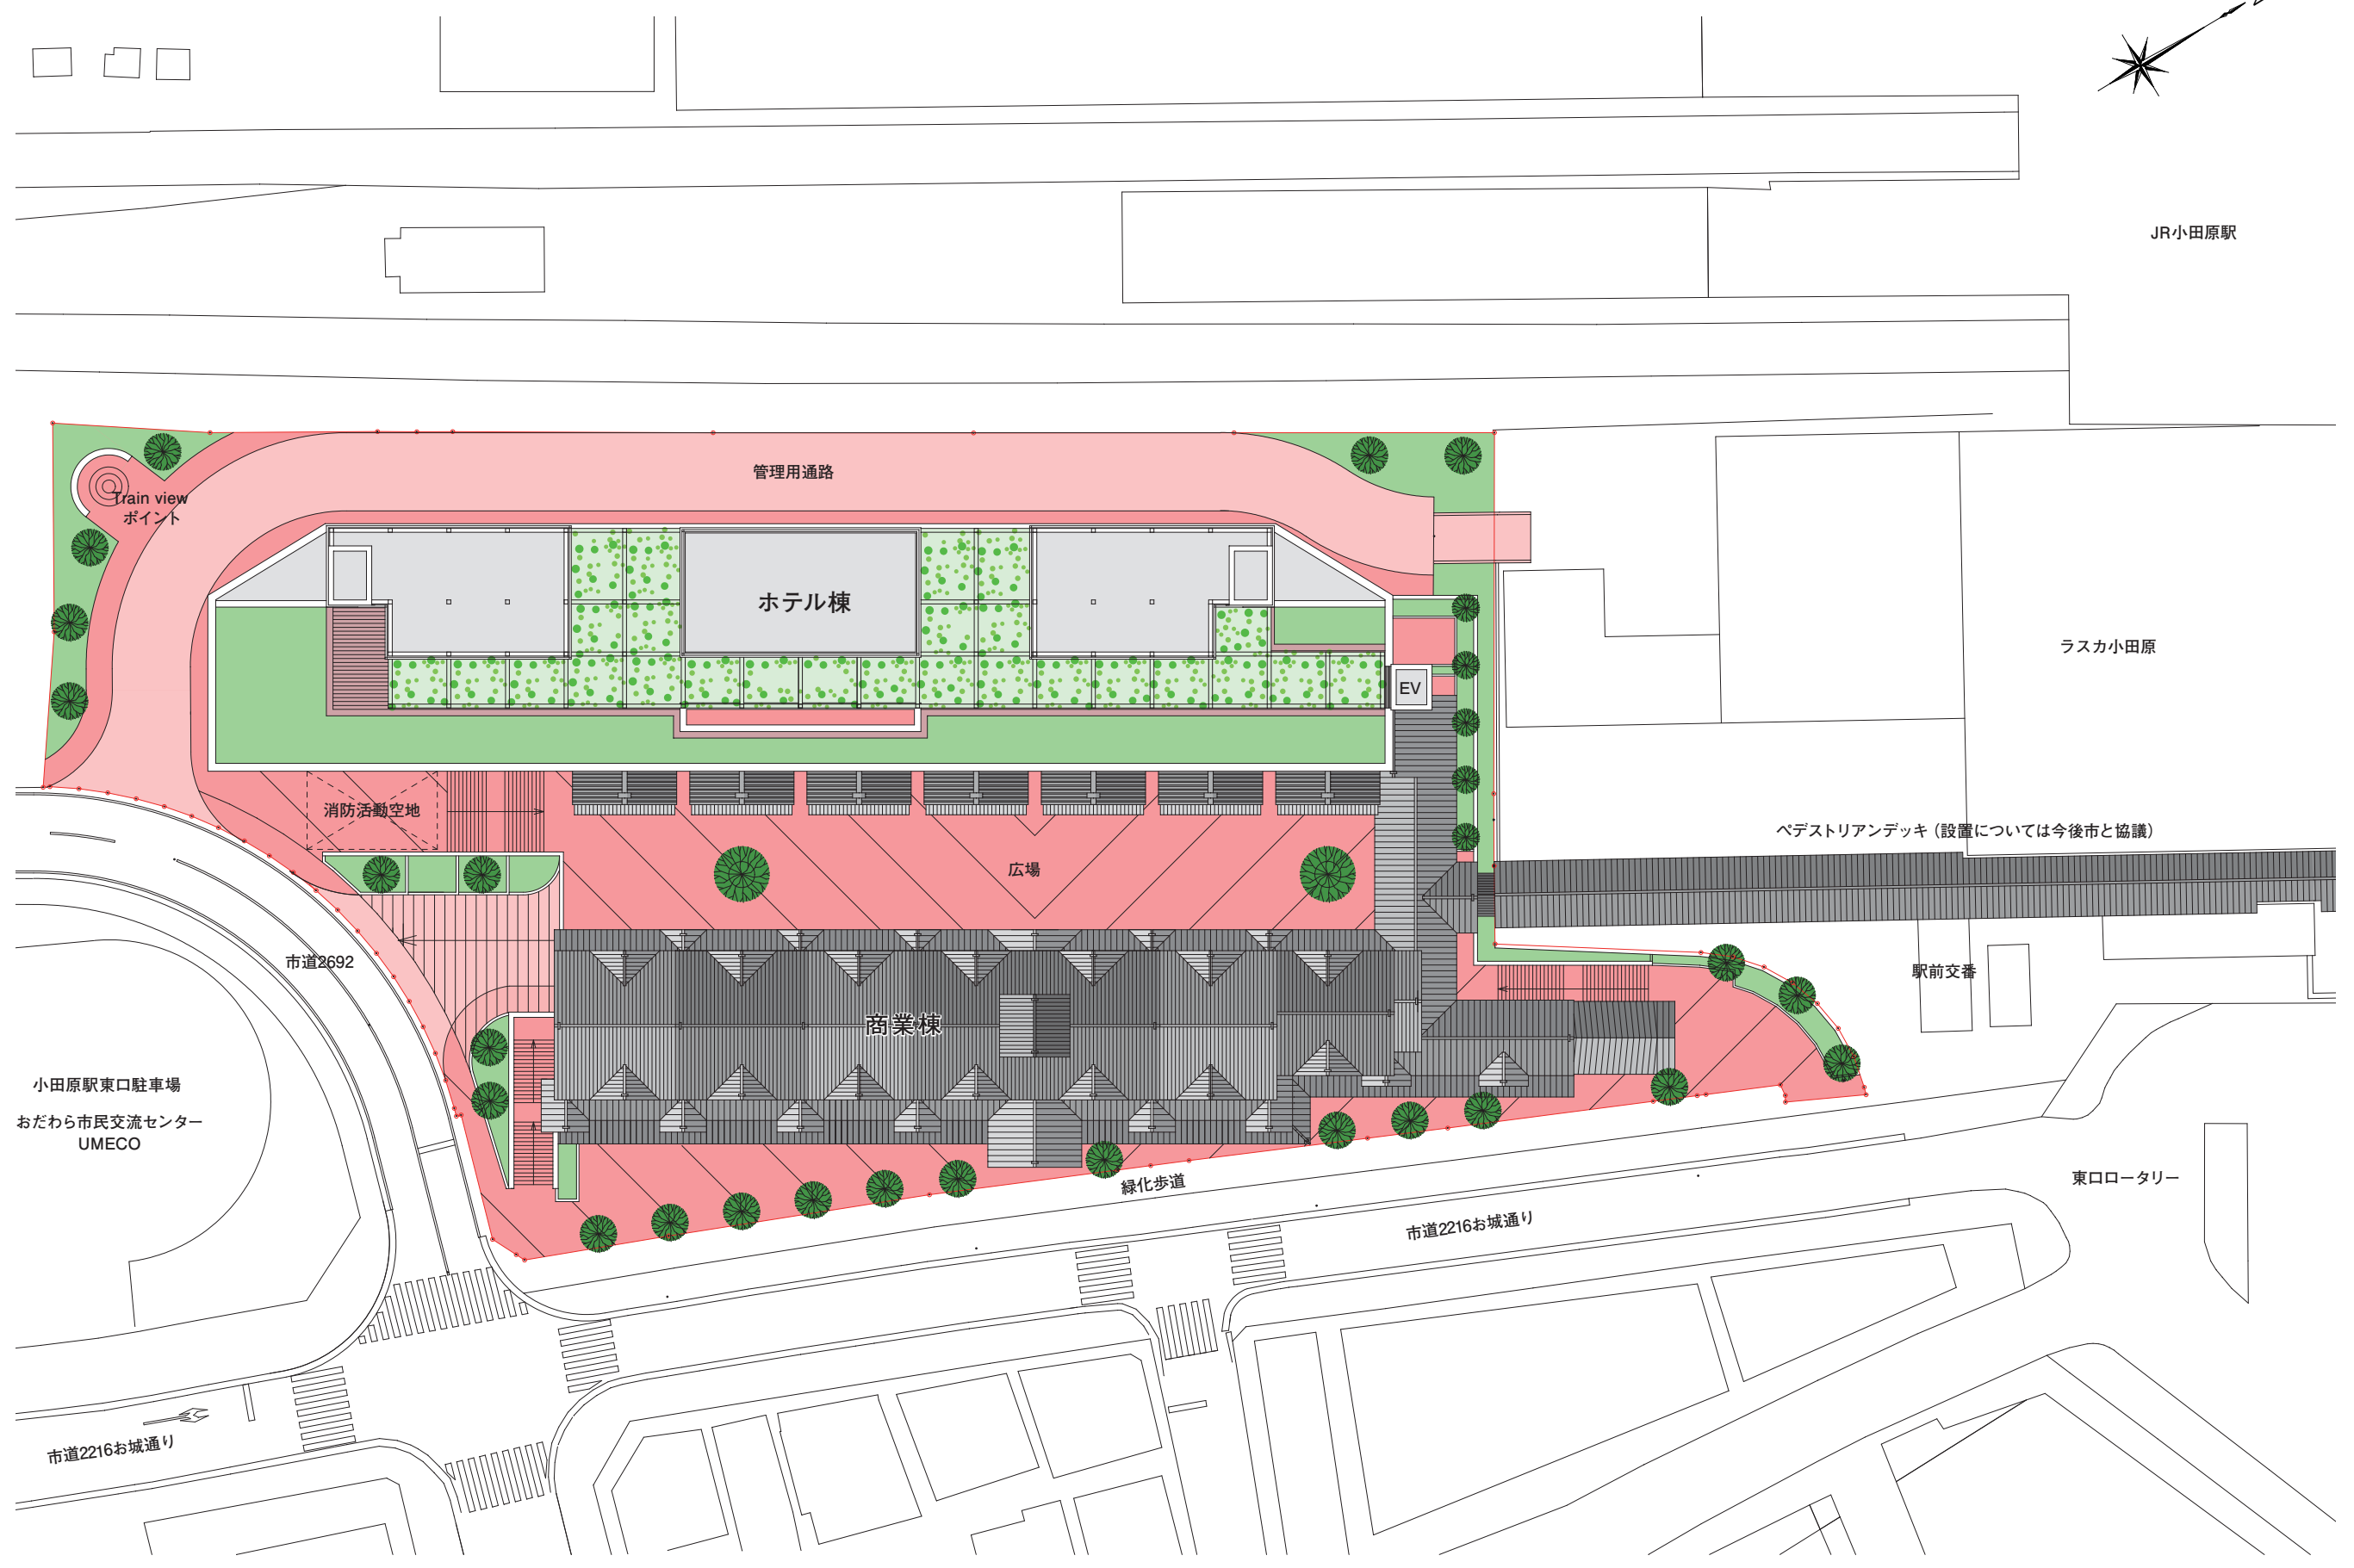 JR小田原駅
管理用通路
Train view
ポイント
ホテル棟
ラスカ小田原
EV
消防活動空地
ペデストリアンデッキ（設置については今後市と協議）
広場
市道2692
駅前交番
商業棟
小田原駅東口駐車場
おだわら市民交流センター
UMECO
緑化歩道
東口ロータリー
市道2216お城通り
市道2216お城通り